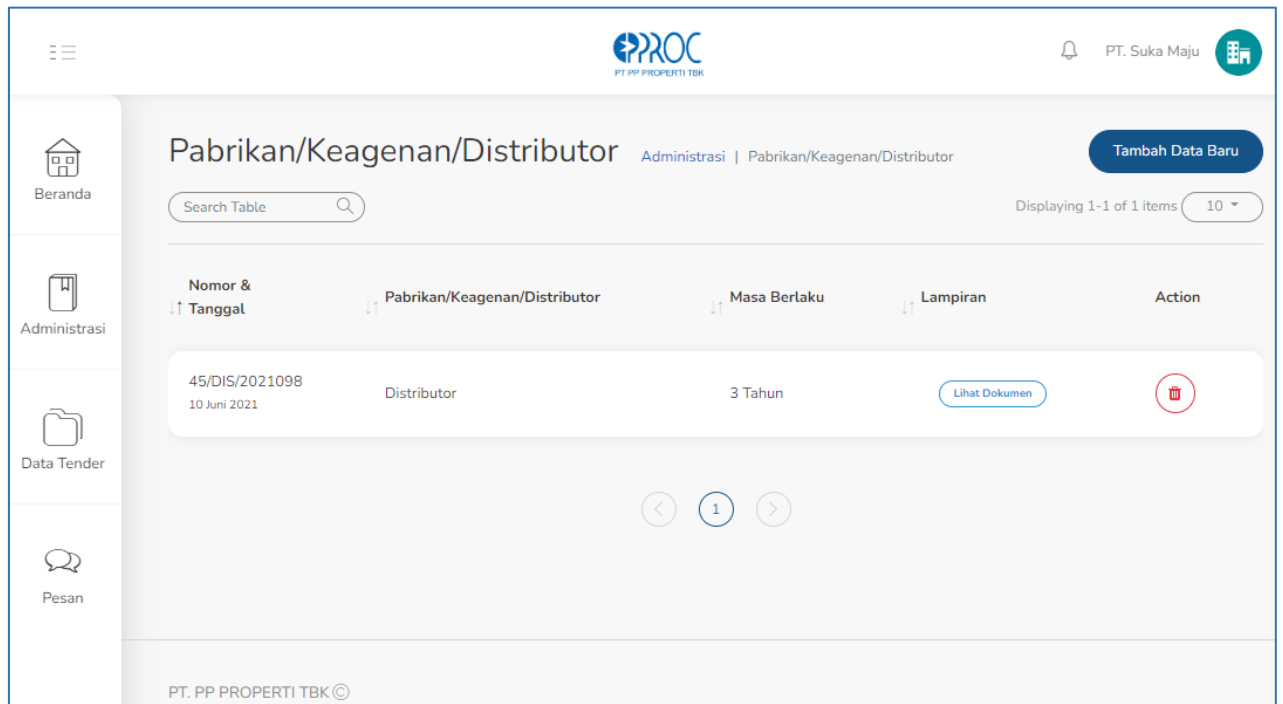 EPROC
PT PP PROPERTI TBK
PT. Suka Maju
Beranda
Administrasi
Data Tender
Pesan
Pabrikan/Keagenan/Distributor
Administrasi | Pabrikan/Keagenan/Distributor
Tambah Data Baru
Search Table
Displaying 1-1 of 1 items
10
Nomor &
Tanggal
Pabrikan/Keagenan/Distributor
Masa Berlaku
Lampiran
Action
45/DIS/2021098
10 Juni 2021
Distributor
3 Tahun
Lihat Dokumen
1
PT. PP PROPERTI TBK ©